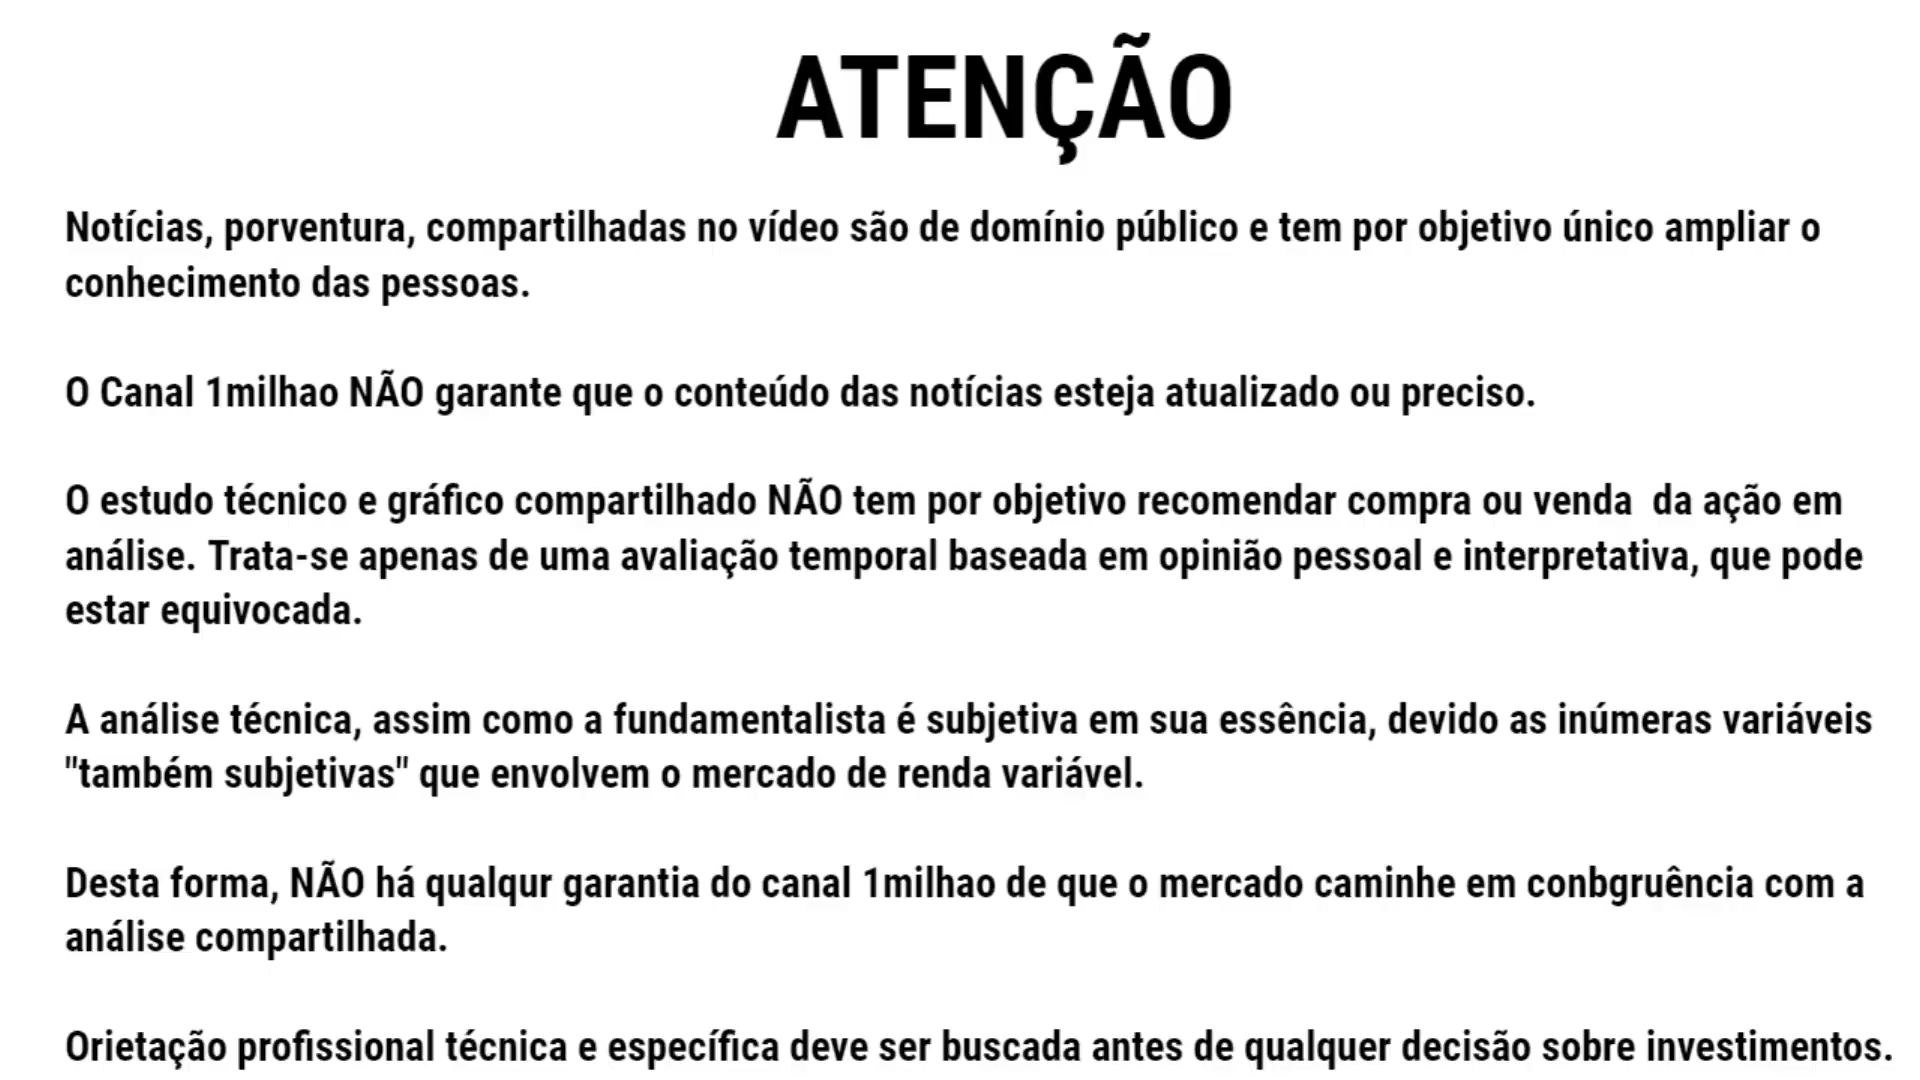 ATENÇÃO
Notícias, porventura, compartilhadas no vídeo são de domínio público e tem por objetivo único ampliar o
conhecimento das pessoas.
O Canal 1milhao NÃO garante que o conteúdo das notícias esteja atualizado ou preciso.
O estudo técnico e gráfico compartilhado NÃO tem por objetivo recomendar compra ou venda  da ação em
análise. Trata-se apenas de uma avaliação temporal baseada em opinião pessoal e interpretativa, que pode
estar equivocada.
A análise técnica, assim como a fundamentalista é subjetiva em sua essência, devido as inúmeras variáveis
"também subjetivas" que envolvem o mercado de renda variável.
Desta forma, NÃO há qualqur garantia do canal 1milhao de que o mercado caminhe em conbgruência com a
análise compartilhada.
Orietação profissional técnica e específica deve ser buscada antes de qualquer decisão sobre investimentos.